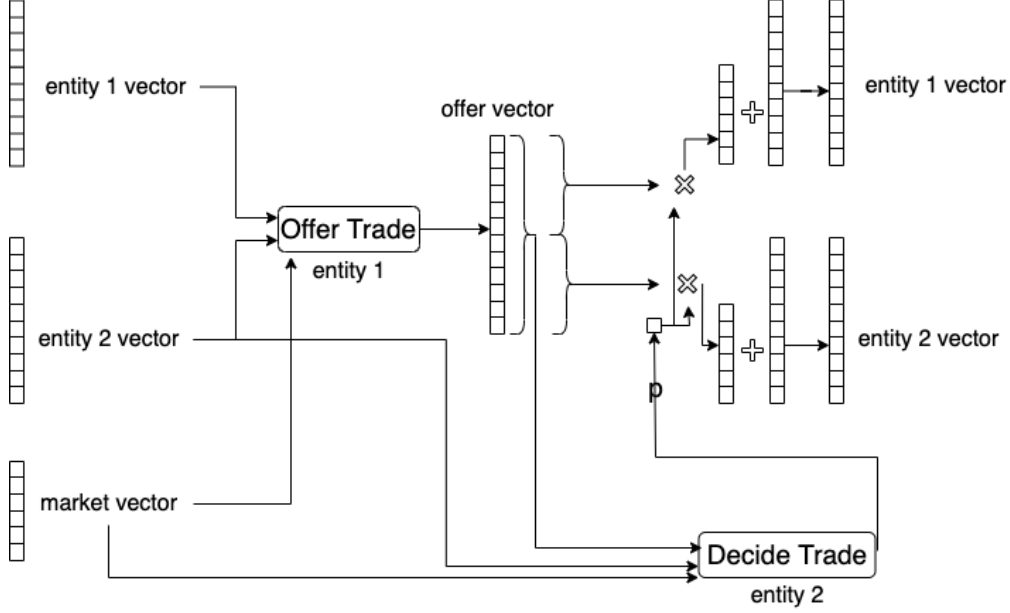 entity 1 vector
offer vector
entity 1 vector
Offer Trade
entity 1
entity 2 vector
entity 2 vector
p
market vector
Decide Trade
entity 2